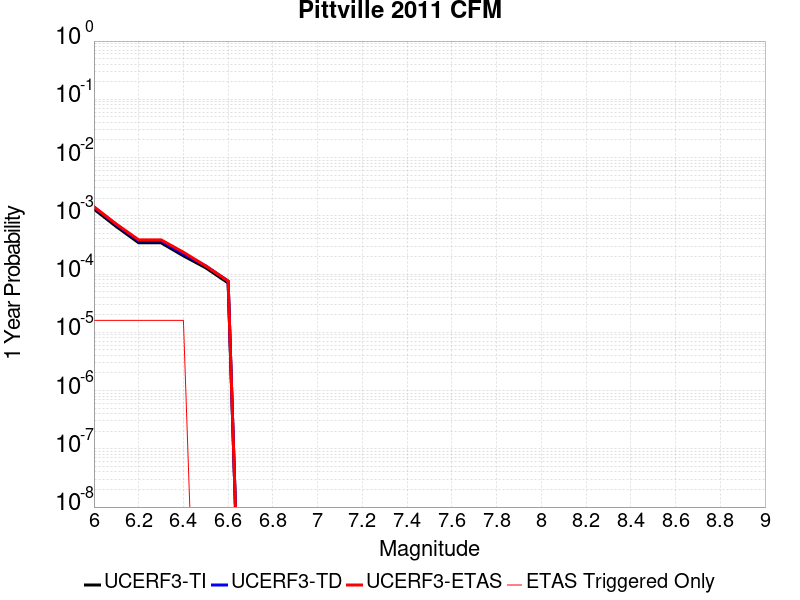 Pittville 2011 CFM
10^0
10^-1
10^-2
10^-3
10^-4
10^-5
10^-6
10^-7
10^-8
1 Year Probability
6 6.2 6.4 6.6 6.8 7 7.2 7.4 7.6 7.8 8 8.2 8.4 8.6 8.8 9
Magnitude
UCERF3-TI UCERF3-TD UCERF3-ETAS ETAS Triggered Only